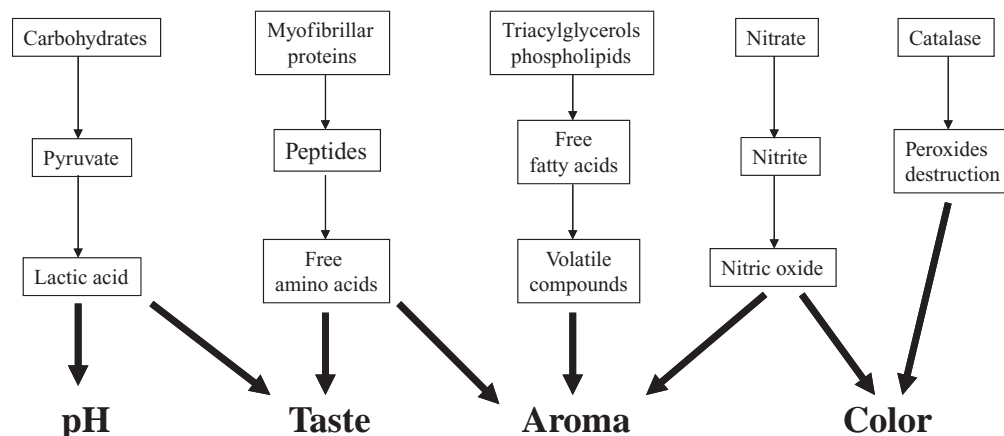 Carbohydrates
Myofibrillar
proteins
Triacylglycerols
phospholipids
Nitrate
Catalase
Pyruvate
Peptides
Free
fatty acids
Nitrite
Peroxides
destruction
Lactic acid
Free
amino acids
Volatile
compounds
Nitric oxide
pH
Taste
Aroma
Color